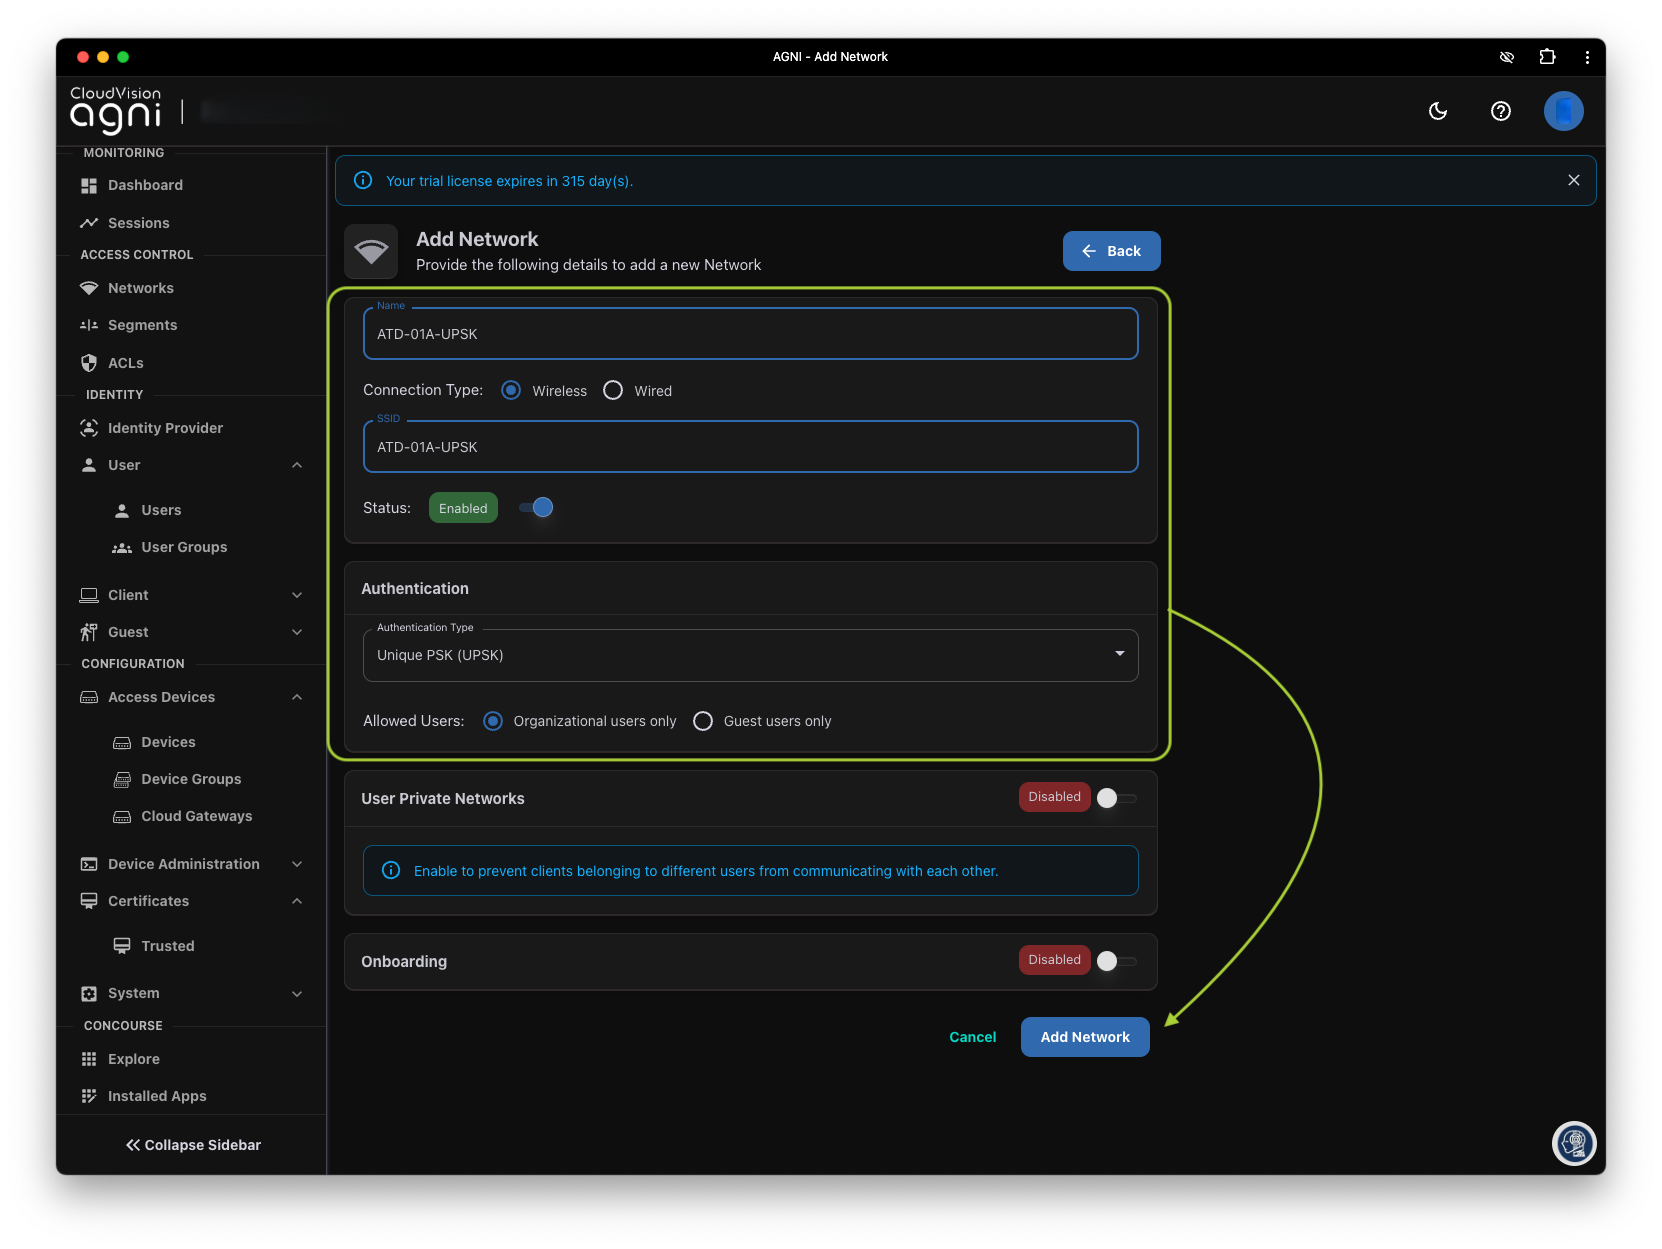 AGNI - Add Network
CloudVision
agni
MONITORING
Dashboard
Sessions
ACCESS CONTROL
Networks
Segments
ACLs
IDENTITY
Identity Provider
User
Users
User Groups
Client
Guest
CONFIGURATION
Access Devices
Devices
Device Groups
Cloud Gateways
Device Administration
Certificates
Trusted
System
CONCOURSE
Explore
Installed Apps
Collapse Sidebar
Your trial license expires in 315 day(s).
Add Network
Provide the following details to add a new Network
Back
Name
ATD-01A-UPSK
Connection Type: Wireless Wired
SSID
ATD-01A-UPSK
Status: Enabled
Authentication
Authentication Type
Unique PSK (UPSK)
Allowed Users: Organizational users only Guest users only
User Private Networks Disabled
Enable to prevent clients belonging to different users from communicating with each other.
Onboarding Disabled
Cancel Add Network